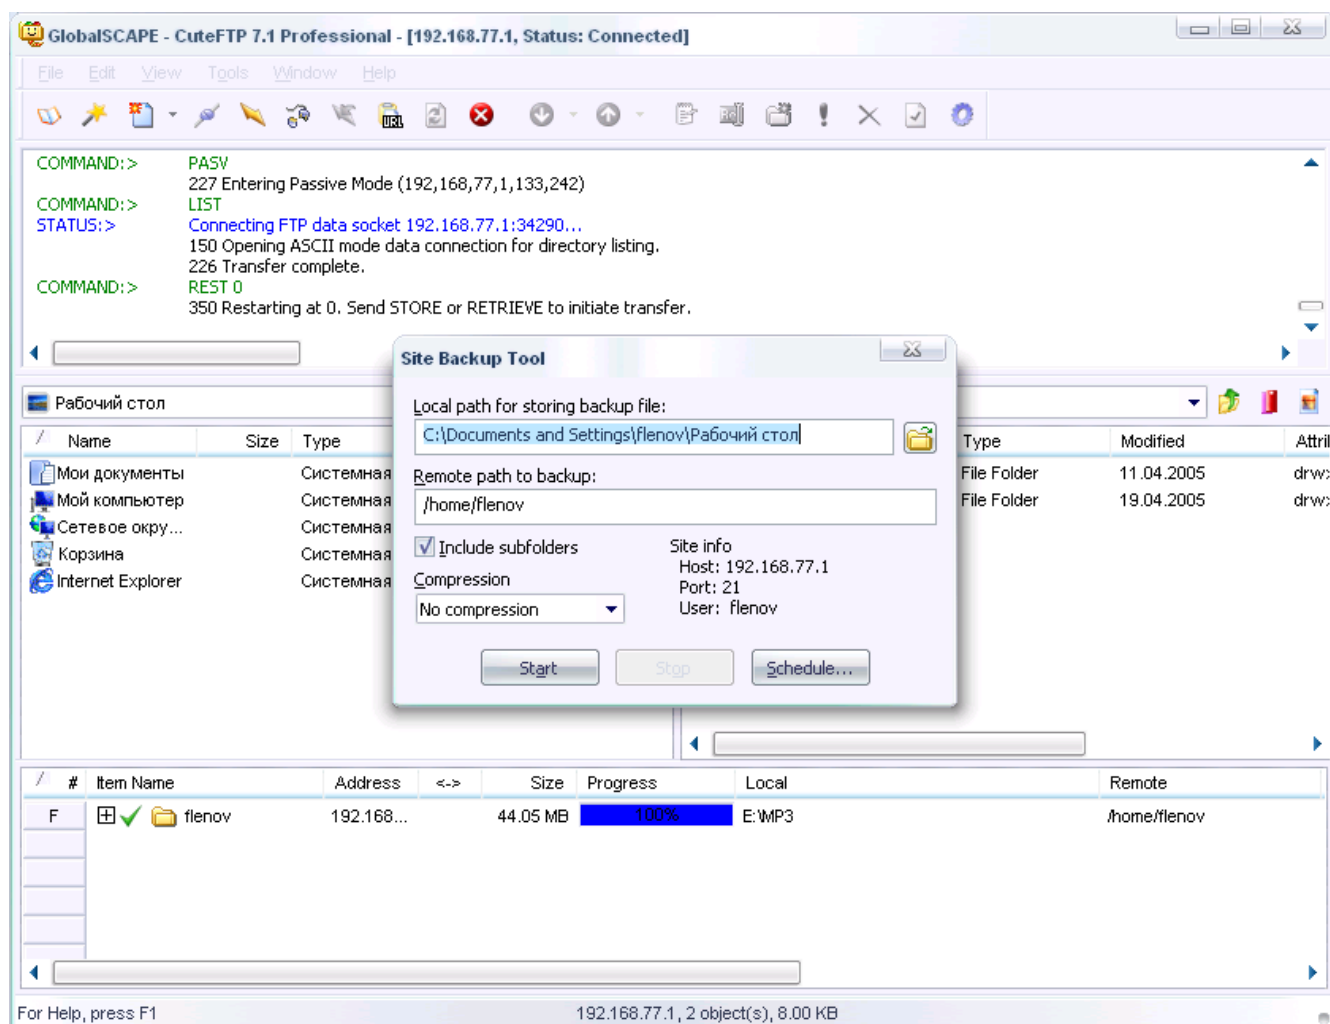 GlobalSCAPE - CuteFTP 7.1 Professional - [192.168.77.1, Status: Connected]
File Edit View Tools Window Help
URL
COMMAND:> PASV
227 Entering Passive Mode (192,168,77,1,133,242)
COMMAND:> LIST
STATUS:> Connecting FTP data socket 192.168.77.1:34290...
150 Opening ASCII mode data connection for directory listing.
226 Transfer complete.
COMMAND:> REST 0
350 Restarting at 0. Send STORE or RETRIEVE to initiate transfer.
Рабочий стол
Name Size Type
Мои документы Системная
Мой компьютер Системная
Сетевое окру... Системная
Корзина Системная
Internet Explorer Системная
Site Backup Tool
Local path for storing backup file:
C:\Documents and Settings\flenov\Рабочий стол
Remote path to backup:
/home/flenov
Include subfolders
Compression
No compression
Site info
Host: 192.168.77.1
Port: 21
User: flenov
Start Stop Schedule...
Type Modified Attril
File Folder 11.04.2005 drw:
File Folder 19.04.2005 drw:
# Item Name Address <-> Size Progress Local Remote
F flenov 192.168... 44.05 MB 100% E:\MP3 /home/flenov
For Help, press F1 192.168.77.1, 2 object(s), 8.00 KB